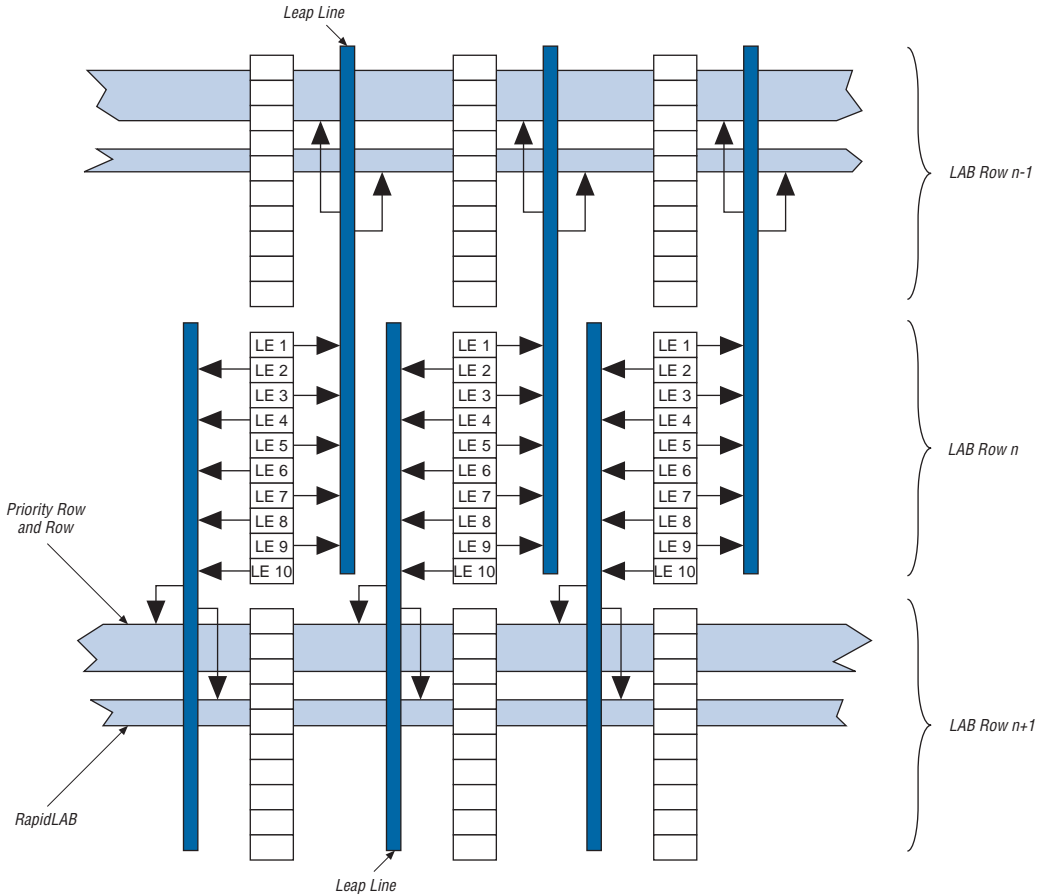 Leap Line
LAB Row n-1
LE 1 LE 1 LE 1
LE 2 LE 2 LE 2
LE 3 LE 3 LE 3
LE 4 LE 4 LE 4
LE 5 LE 5 LE 5
LE 6 LE 6 LE 6
LE 7 LE 7 LE 7
LE 8 LE 8 LE 8
LE 9 LE 9 LE 9
LE 10 LE 10 LE 10
LAB Row n
Priority Row
and Row
LAB Row n+1
RapidLAB
Leap Line